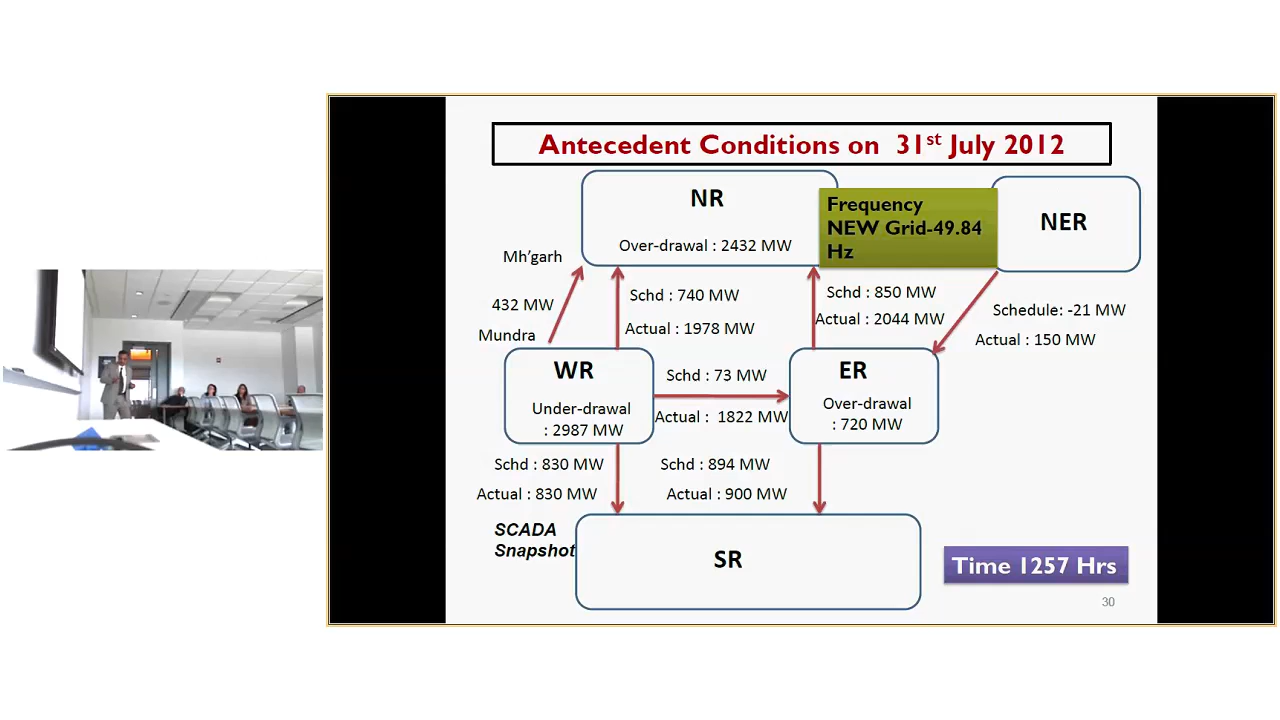 Antecedent Conditions on 31st July 2012
NR
Over-drawal : 2432 MW
Frequency
NEW Grid-49.84
Hz
NER
Mh'garh
432 MW
Mundra
Schd : 740 MW
Actual : 1978 MW
Schd : 850 MW
Actual : 2044 MW
Schedule: -21 MW
Actual : 150 MW
WR
Under-drawal
: 2987 MW
Schd : 73 MW
Actual : 1822 MW
ER
Over-drawal
: 720 MW
Schd : 830 MW
Actual : 830 MW
Schd : 894 MW
Actual : 900 MW
SCADA
Snapshot
SR
Time 1257 Hrs
30